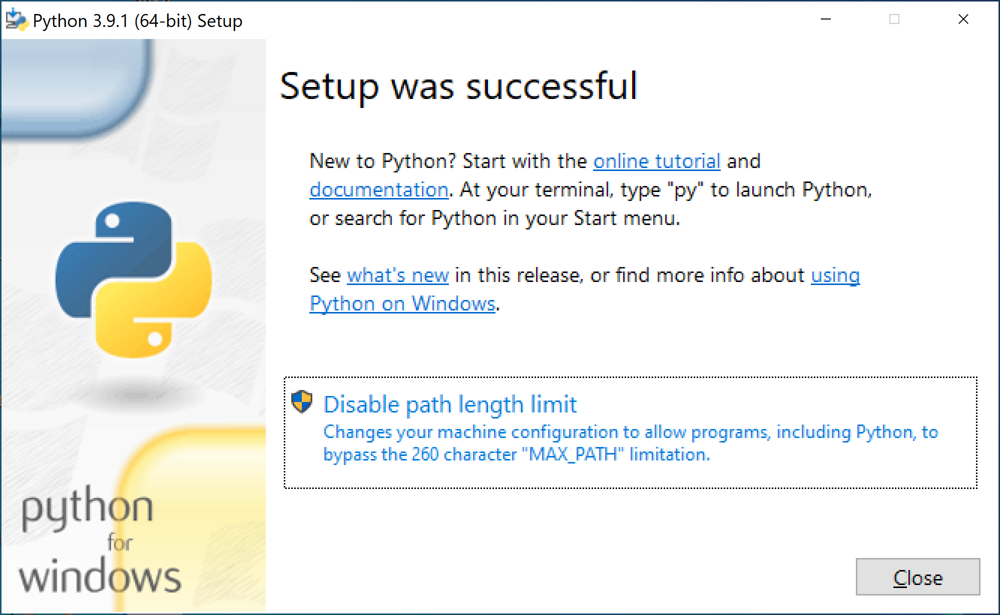 Python 3.9.1 (64-bit) Setup
Setup was successful
New to Python? Start with the online tutorial and
documentation. At your terminal, type "py" to launch Python,
or search for Python in your Start menu.
See what's new in this release, or find more info about using
Python on Windows.
Disable path length limit
Changes your machine configuration to allow programs, including Python, to
bypass the 260 character "MAX_PATH" limitation.
python
for
windows
Close